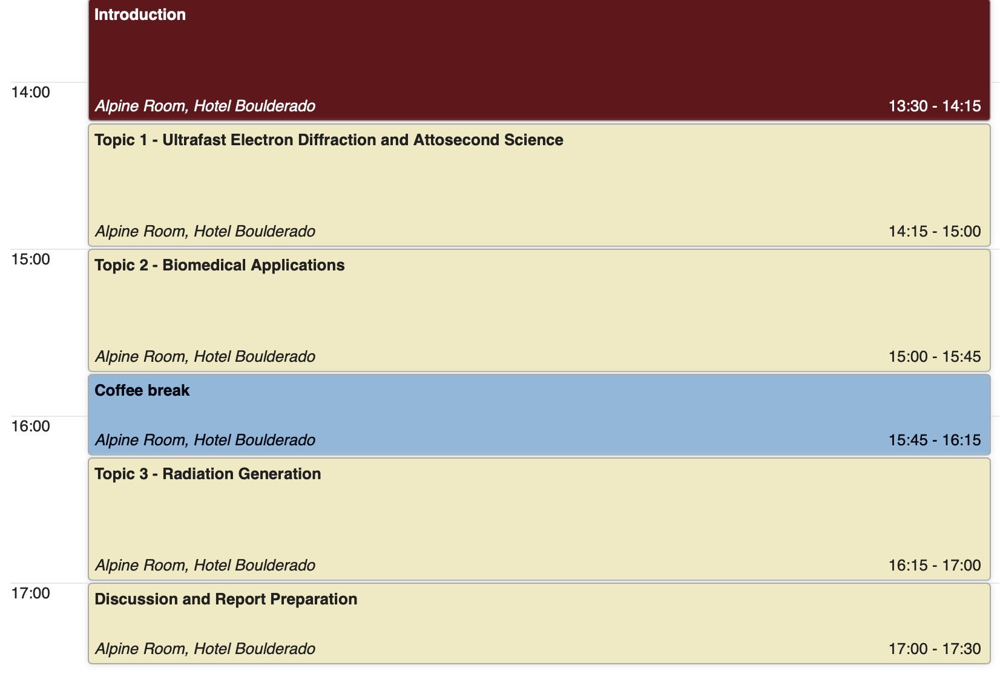 Introduction
Alpine Room, Hotel Boulderado 13:30 - 14:15
14:00
Topic 1 - Ultrafast Electron Diffraction and Attosecond Science
Alpine Room, Hotel Boulderado 14:15 - 15:00
15:00
Topic 2 - Biomedical Applications
Alpine Room, Hotel Boulderado 15:00 - 15:45
Coffee break
16:00
Alpine Room, Hotel Boulderado 15:45 - 16:15
Topic 3 - Radiation Generation
Alpine Room, Hotel Boulderado 16:15 - 17:00
17:00
Discussion and Report Preparation
Alpine Room, Hotel Boulderado 17:00 - 17:30